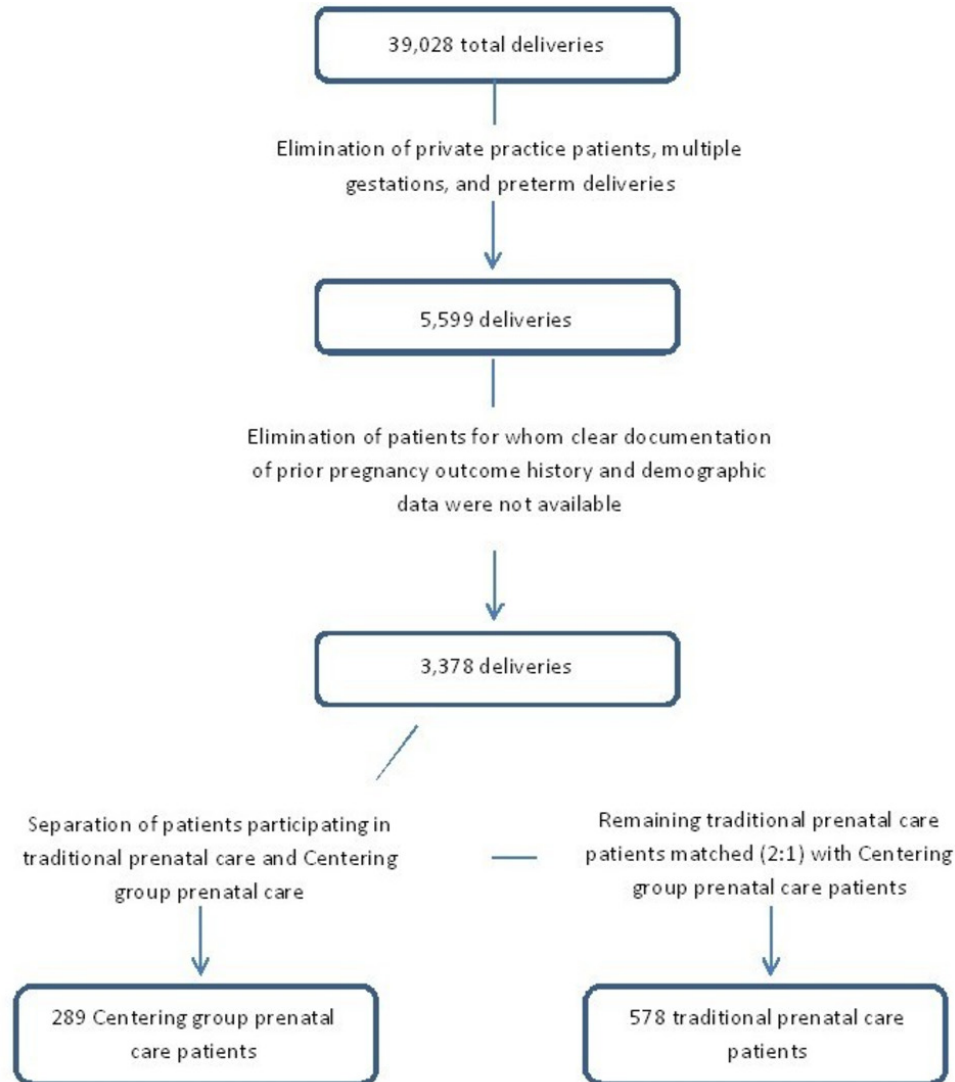 39,028 total deliveries
Elimination of private practice patients, multiple
gestations, and preterm deliveries
5,599 deliveries
Elimination of patients for whom clear documentation
of prior pregnancy outcome history and demographic
data were not available
3,378 deliveries
Separation of patients participating in
traditional prenatal care and Centering
group prenatal care
Remaining traditional prenatal care
patients matched (2:1) with Centering
group prenatal care patients
289 Centering group prenatal
care patients
578 traditional prenatal care
patients